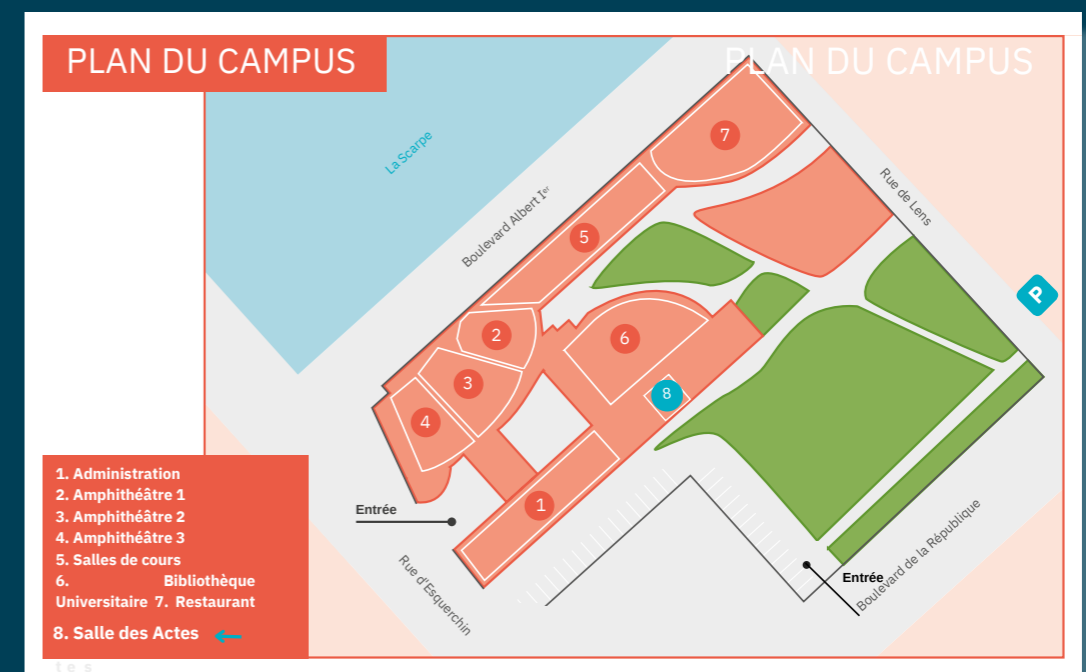 PLAN DU CAMPUS
PLAN DU CAMPUS
La Scarpe
Boulevard Albert Iᵉʳ
Rue de Lens
P
7
5
2
6
3
8
4
1
Entrée
Rue d'Esquerchin
Entrée
Boulevard de la République
1. Administration
2. Amphithéâtre 1
3. Amphithéâtre 2
4. Amphithéâtre 3
5. Salles de cours
6. Bibliothèque
Universitaire 7. Restaurant
8. Salle des Actes
t e s